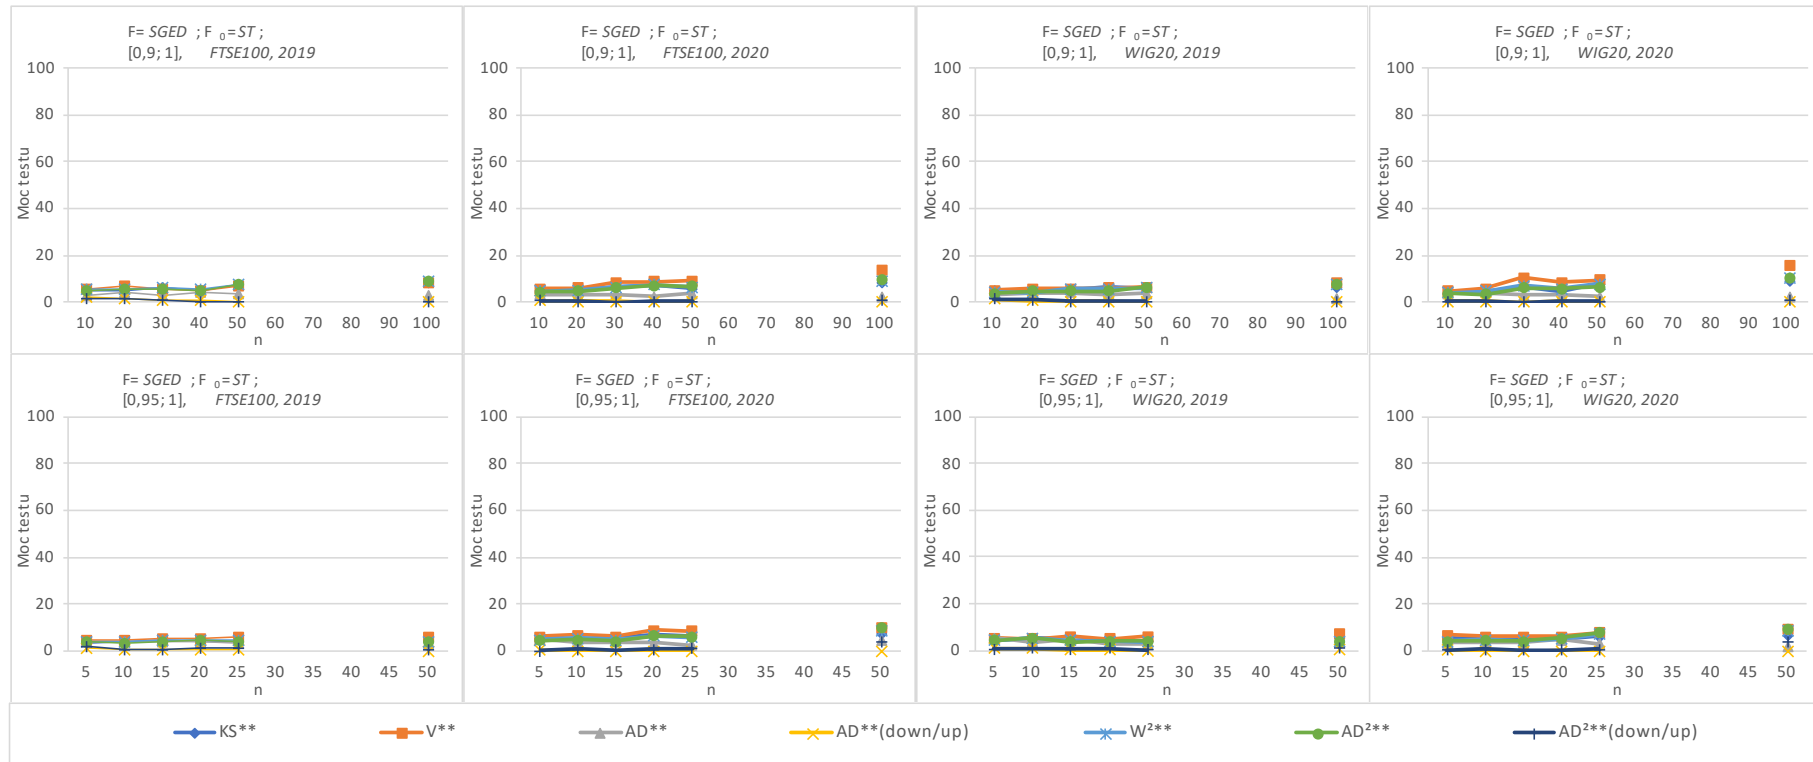 F= SGED ; F ₀=ST ;
[0,9; 1], FTSE100, 2019
100
80
60
40
20
0
Moc testu
10 20 30 40 50 60 70 80 90 100
n
F= SGED ; F ₀=ST ;
[0,9; 1], FTSE100, 2020
100
80
60
40
20
0
Moc testu
10 20 30 40 50 60 70 80 90 100
n
F= SGED ; F ₀=ST ;
[0,9; 1], WIG20, 2019
100
80
60
40
20
0
Moc testu
10 20 30 40 50 60 70 80 90 100
n
F= SGED ; F ₀=ST ;
[0,9; 1], WIG20, 2020
100
80
60
40
20
0
Moc testu
10 20 30 40 50 60 70 80 90 100
n
F= SGED ; F ₀=ST ;
[0,95; 1], FTSE100, 2019
100
80
60
40
20
0
Moc testu
5 10 15 20 25 30 35 40 45 50
n
F= SGED ; F ₀=ST ;
[0,95; 1], FTSE100, 2020
100
80
60
40
20
0
Moc testu
5 10 15 20 25 30 35 40 45 50
n
F= SGED ; F ₀=ST ;
[0,95; 1], WIG20, 2019
100
80
60
40
20
0
Moc testu
5 10 15 20 25 30 35 40 45 50
n
F= SGED ; F ₀=ST ;
[0,95; 1], WIG20, 2020
100
80
60
40
20
0
Moc testu
5 10 15 20 25 30 35 40 45 50
n
KS** V** AD** AD**(down/up) W²** AD²** AD²**(down/up)